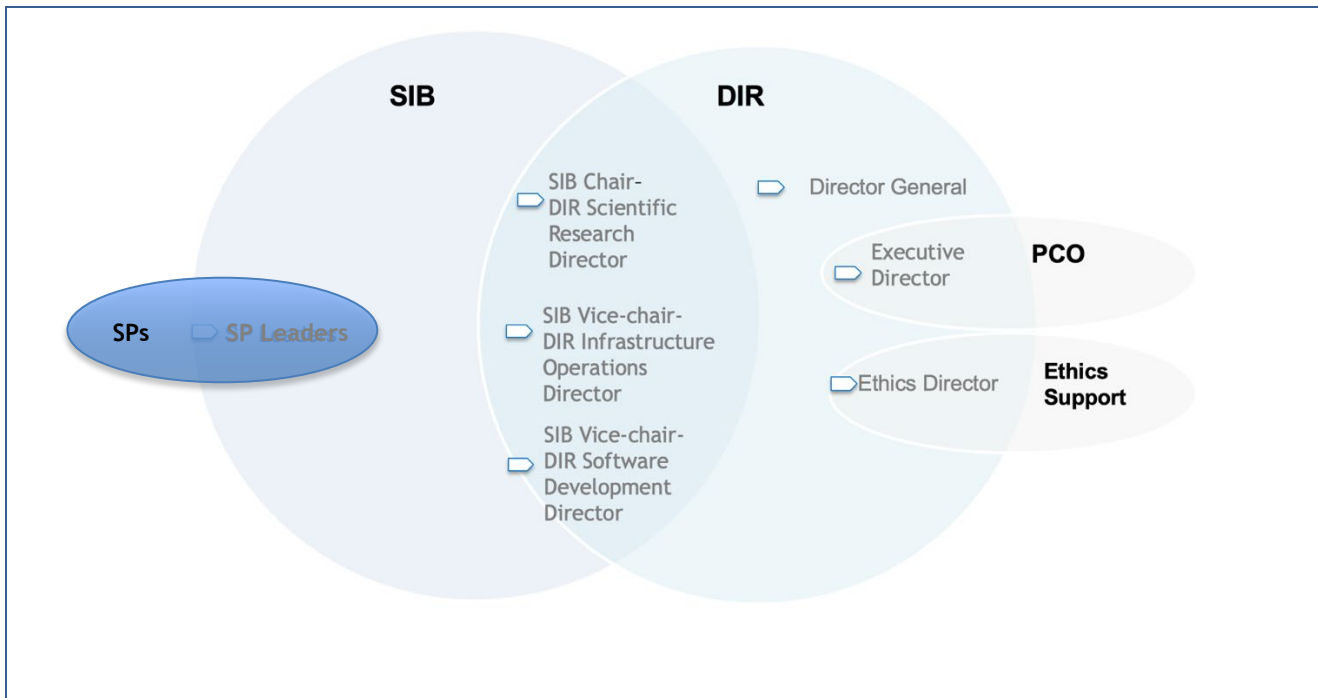 SIB
DIR
SIB Chair-
DIR Scientific
Research
Director
Director General
Executive
Director
PCO
SPs
SP Leaders
SIB Vice-chair-
DIR Infrastructure
Operations
Director
Ethics Director
Ethics
Support
SIB Vice-chair-
DIR Software
Development
Director